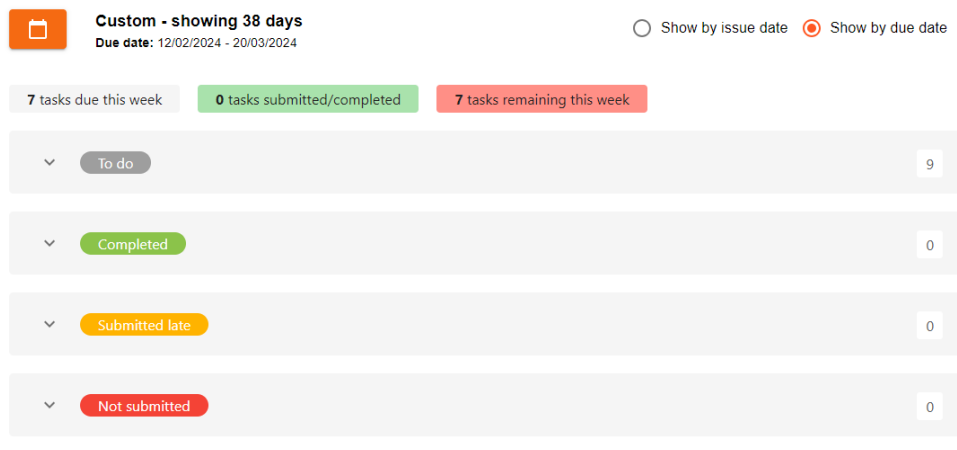 Custom - showing 38 days
Due date: 12/02/2024 - 20/03/2024
Show by issue date
Show by due date
7 tasks due this week
0 tasks submitted/completed
7 tasks remaining this week
To do
9
Completed
0
Submitted late
0
Not submitted
0